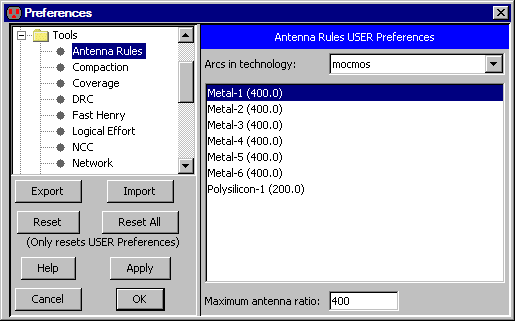 Preferences
Tools
Antenna Rules
Compaction
Coverage
DRC
Fast Henry
Logical Effort
NCC
Network
Export Import
Reset Reset All
(Only resets USER Preferences)
Help Apply
Cancel OK
Antenna Rules USER Preferences
Arcs in technology: mocmos
Metal-1 (400.0)
Metal-2 (400.0)
Metal-3 (400.0)
Metal-4 (400.0)
Metal-5 (400.0)
Metal-6 (400.0)
Polysilicon-1 (200.0)
Maximum antenna ratio: 400